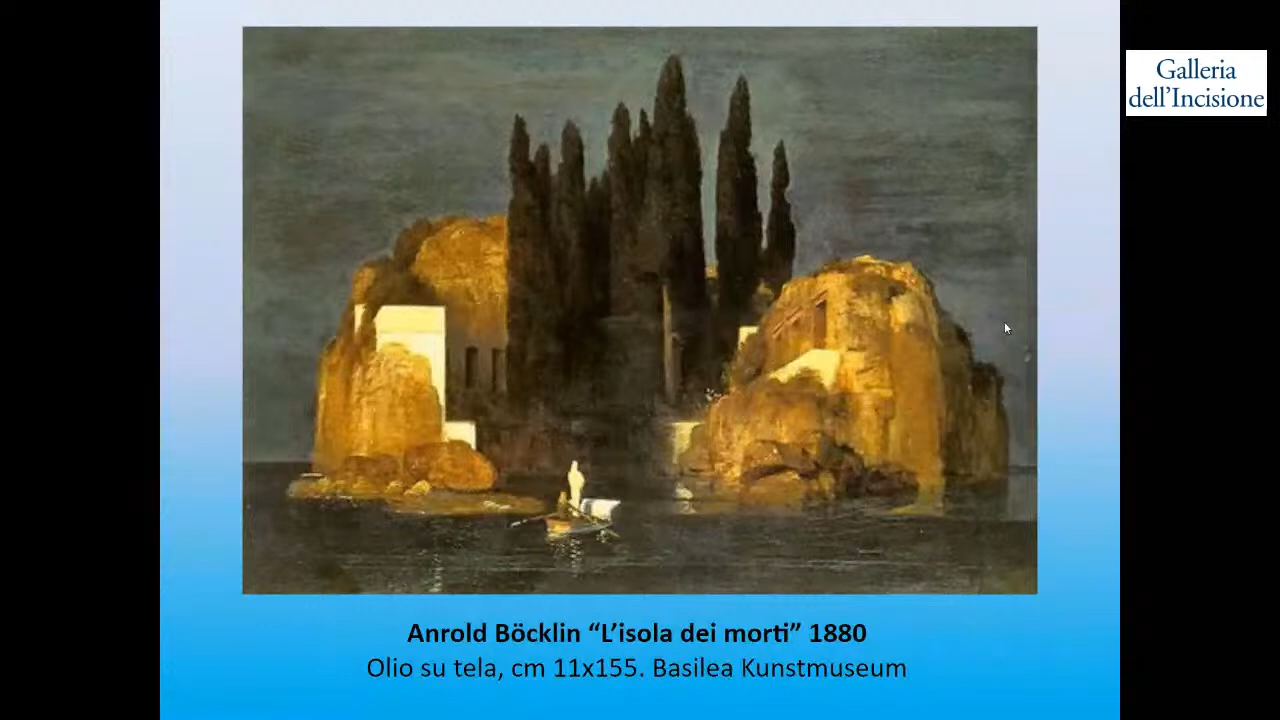 Galleria
dell'Incisione
Anrold Böcklin “L’isola dei morti” 1880
Olio su tela, cm 11x155. Basilea Kunstmuseum